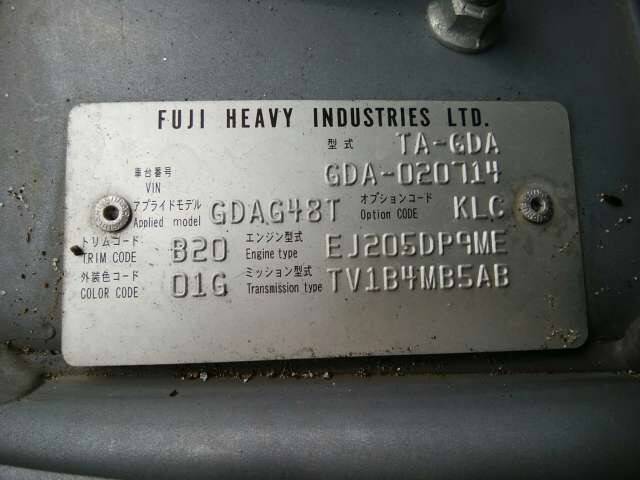 FUJI HEAVY INDUSTRIES LTD.
型式 TA-GDA
車台番号 VIN GDA-020714
アプライドモデル Applied model GDAG48T オプションコード Option CODE KLC
トリムコード TRIM CODE B20 エンジン型式 Engine type EJ205DP9ME
外装色コード COLOR CODE 01G ミッション型式 Transmission type TV1B4MB5AB